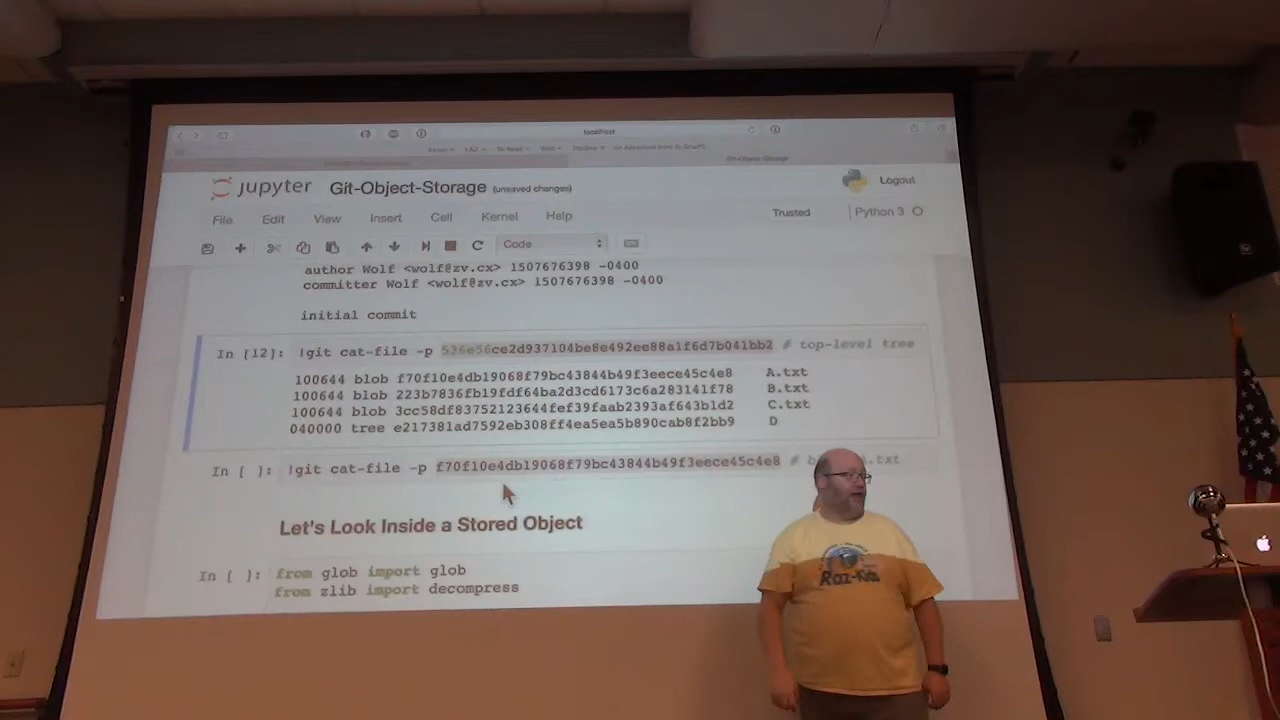 localhost
Git-Object-Storage
jupyter Git-Object-Storage (unsaved changes)
Logout
File Edit View Insert Cell Kernel Help
Trusted
Python 3
Code
author Wolf <wolf@zv.cx> 1507676398 -0400
committer Wolf <wolf@zv.cx> 1507676398 -0400
initial commit
In [12]: !git cat-file -p 536e56ce2d937104be8e492ee88a1f6d7b041bb2 # top-level tree
100644 blob f70f10e4db19068f79bc43844b49f3eece45c4e8 A.txt
100644 blob 223b7836fb19fdf64ba2d3cd6173c6a283141f78 B.txt
100644 blob 3cc58df83752123644fef39faab2393af643b1d2 C.txt
040000 tree e217381ad7592eb308ff4ea5ea5b890cab8f2bb9 D
In [ ]: !git cat-file -p f70f10e4db19068f79bc43844b49f3eece45c4e8 #
Let's Look Inside a Stored Object
In [ ]: from glob import glob
from zlib import decompress
Raz-Kids